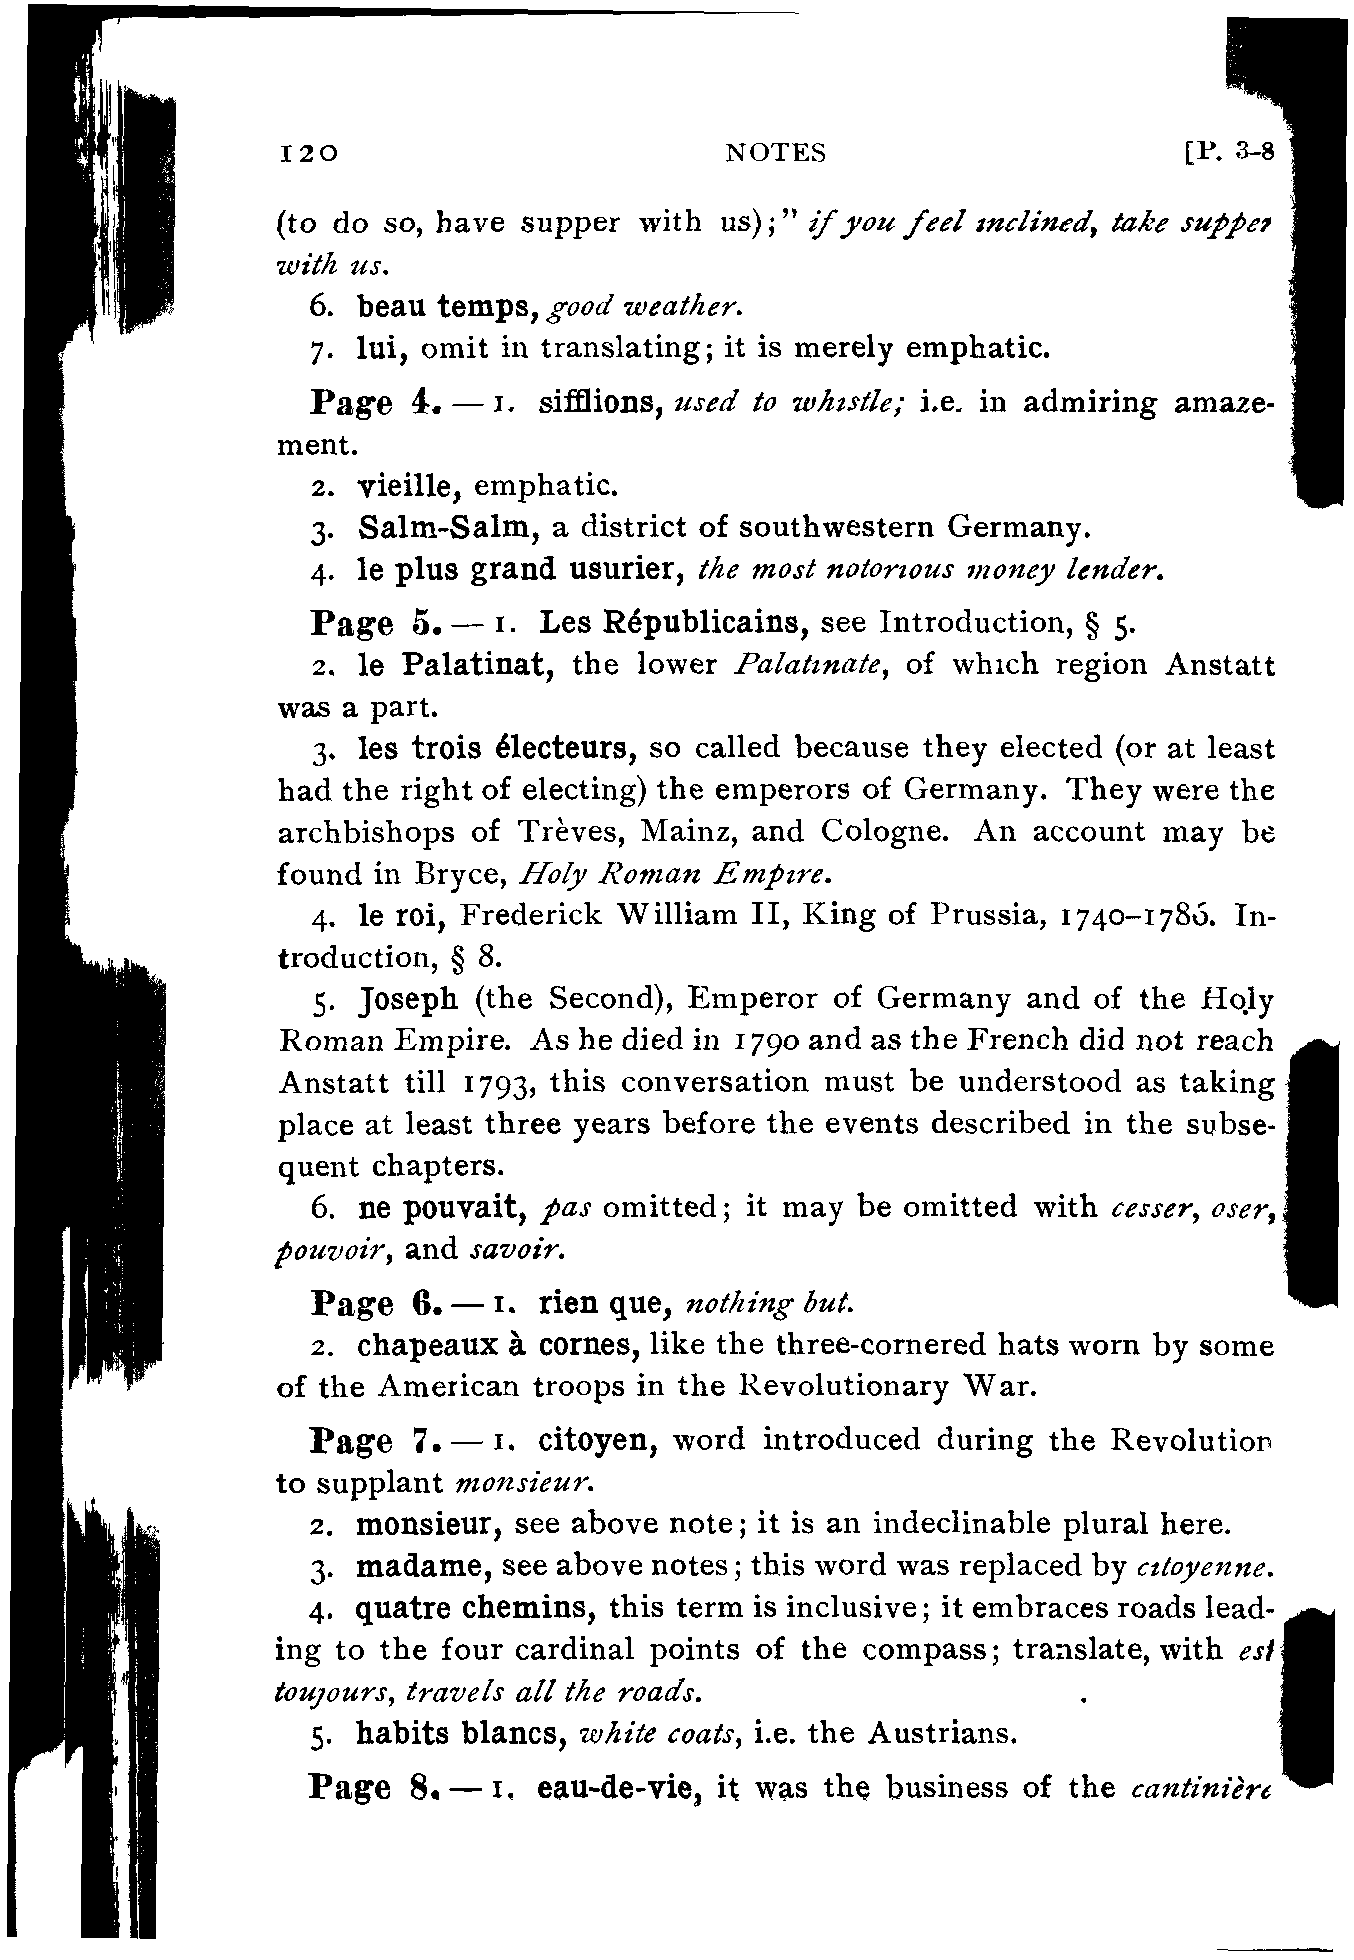 120 NOTES [P. 3-8
(to do so, have supper with us);" if you feel inclined, take supper
with us.
6. beau temps, good weather.
7. lui, omit in translating; it is merely emphatic.
Page 4. — 1. sifflions, used to whistle; i.e. in admiring amaze-
ment.
2. vieille, emphatic.
3. Salm-Salm, a district of southwestern Germany.
4. le plus grand usurier, the most notorious money lender.
Page 5. — 1. Les Républicains, see Introduction, § 5.
2. le Palatinat, the lower Palatinate, of which region Anstatt
was a part.
3. les trois électeurs, so called because they elected (or at least
had the right of electing) the emperors of Germany. They were the
archbishops of Trèves, Mainz, and Cologne. An account may be
found in Bryce, Holy Roman Empire.
4. le roi, Frederick William II, King of Prussia, 1740-1786. In-
troduction, § 8.
5. Joseph (the Second), Emperor of Germany and of the Holy
Roman Empire. As he died in 1790 and as the French did not reach
Anstatt till 1793, this conversation must be understood as taking
place at least three years before the events described in the subse-
quent chapters.
6. ne pouvait, pas omitted; it may be omitted with cesser, oser,
pouvoir, and savoir.
Page 6. — 1. rien que, nothing but.
2. chapeaux à cornes, like the three-cornered hats worn by some
of the American troops in the Revolutionary War.
Page 7. — 1. citoyen, word introduced during the Revolution
to supplant monsieur.
2. monsieur, see above note; it is an indeclinable plural here.
3. madame, see above notes; this word was replaced by citoyenne.
4. quatre chemins, this term is inclusive; it embraces roads lead-
ing to the four cardinal points of the compass; translate, with est
toujours, travels all the roads.
5. habits blancs, white coats, i.e. the Austrians.
Page 8. — 1. eau-de-vie, it was the business of the cantinière